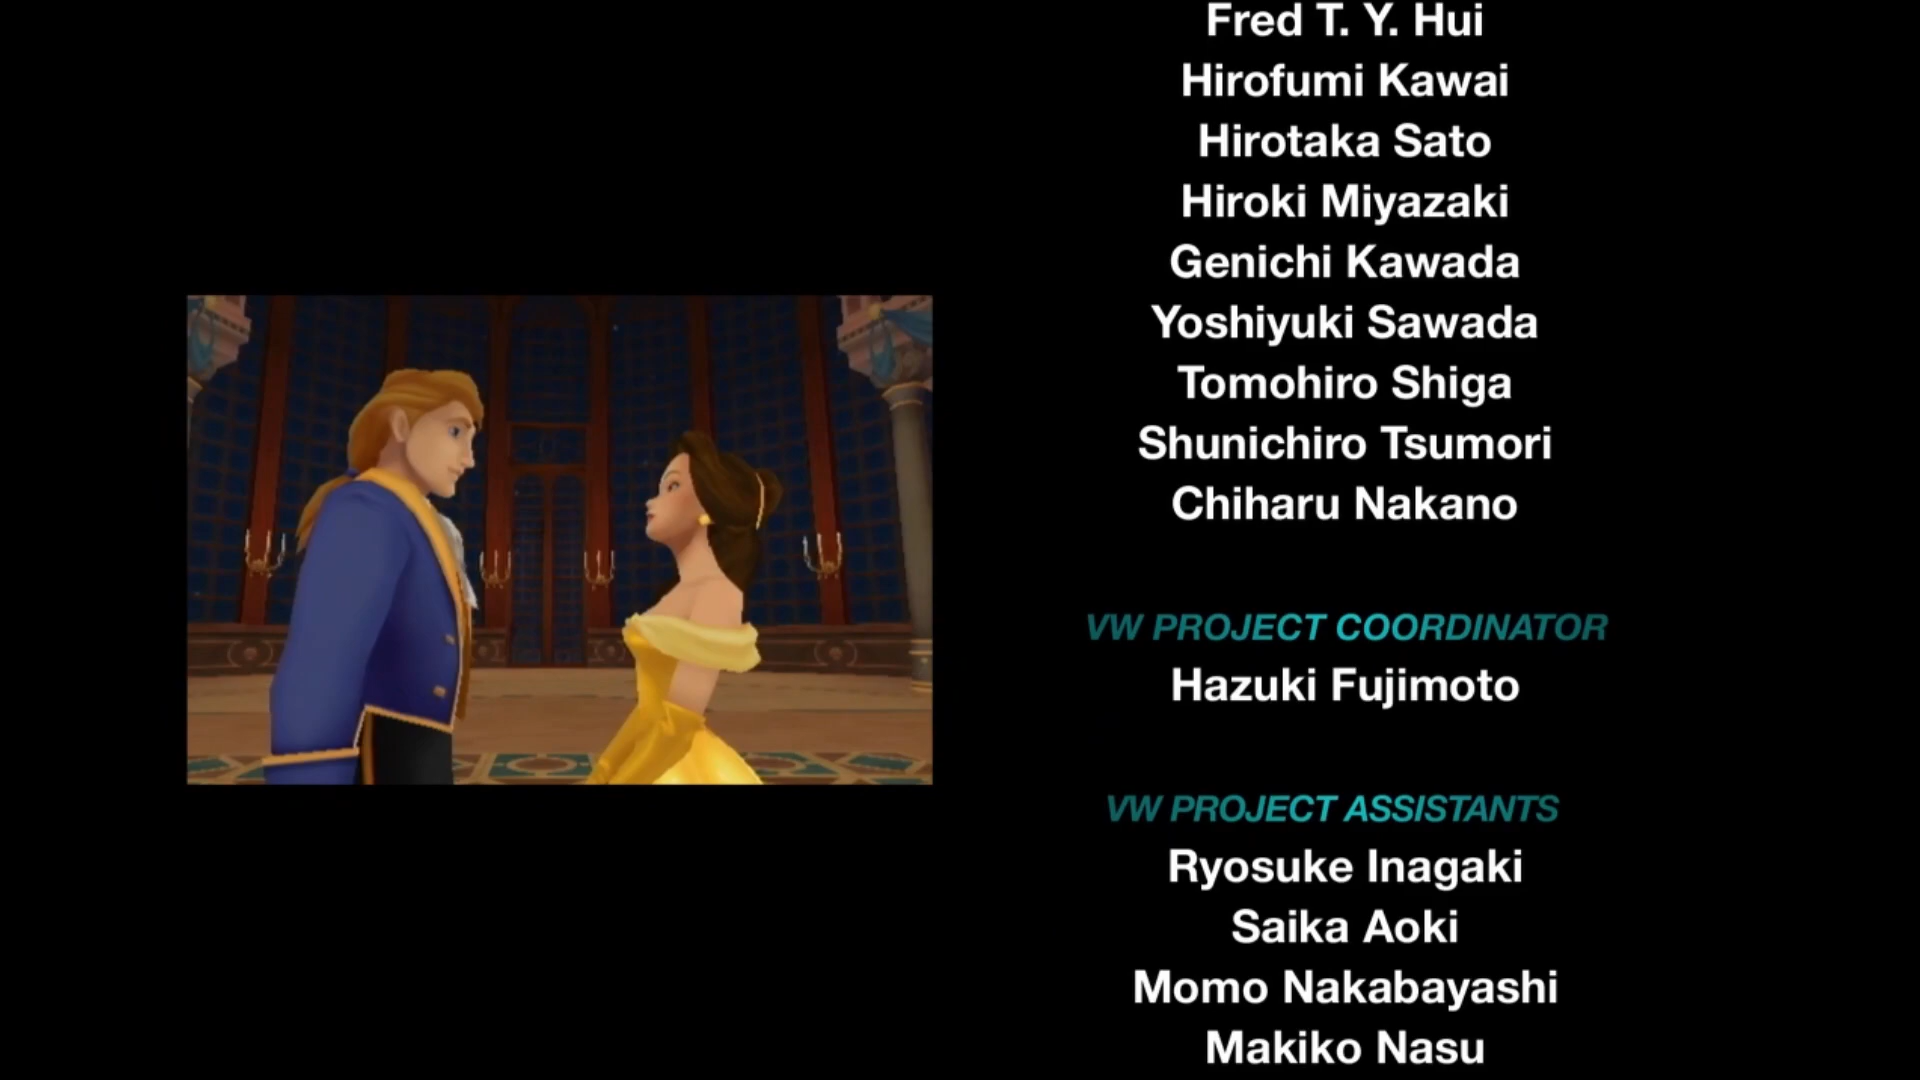 Fred T. Y. Hui
Hirofumi Kawai
Hirotaka Sato
Hiroki Miyazaki
Genichi Kawada
Yoshiyuki Sawada
Tomohiro Shiga
Shunichiro Tsumori
Chiharu Nakano
VW PROJECT COORDINATOR
Hazuki Fujimoto
VW PROJECT ASSISTANTS
Ryosuke Inagaki
Saika Aoki
Momo Nakabayashi
Makiko Nasu